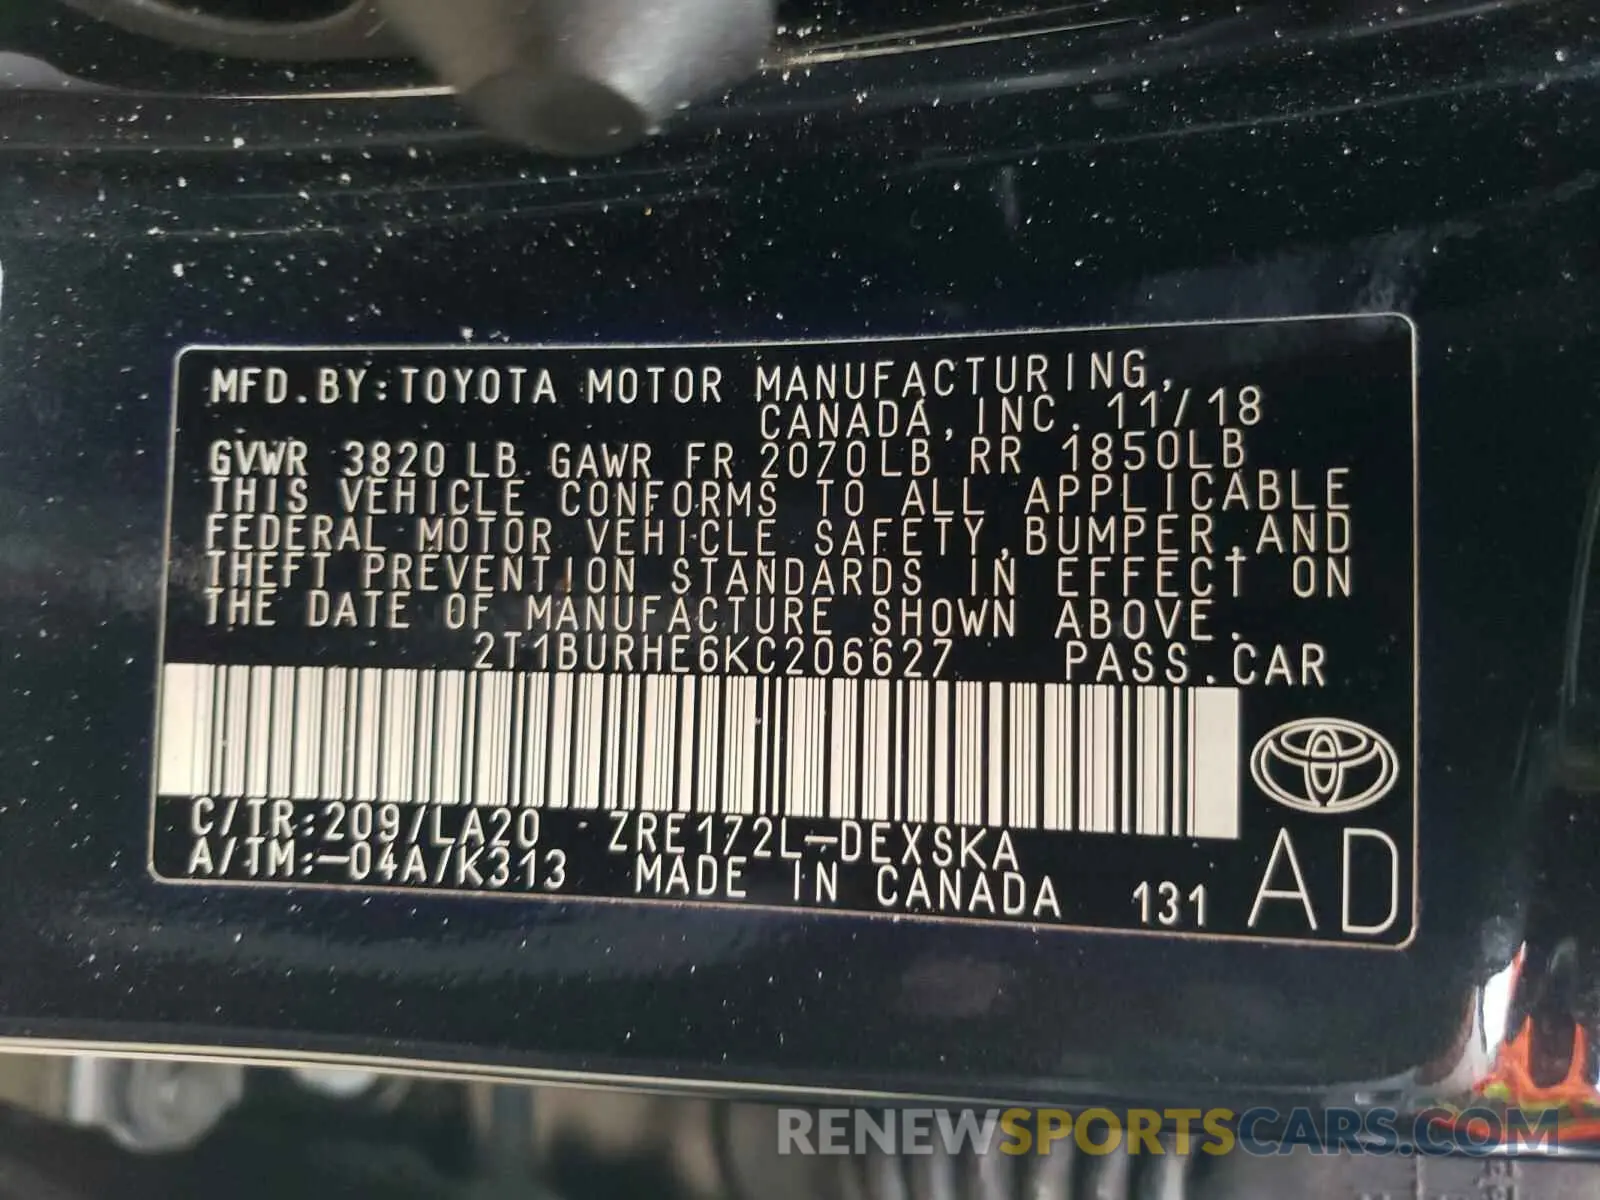 MFD.BY:TOYOTA MOTOR MANUFACTURING,
CANADA,INC. 11/18
GVWR 3820 LB GAWR FR 2070LB RR 1850LB
THIS VEHICLE CONFORMS TO ALL APPLICABLE
FEDERAL MOTOR VEHICLE SAFETY,BUMPER,AND
THEFT PREVENTION STANDARDS IN EFFECT ON
THE DATE OF MANUFACTURE SHOWN ABOVE.
2T1BURHE6KC206627 PASS.CAR
C/TR:209/LA20 ZRE172L-DEXSKA
A/TM:-04A/K313 MADE IN CANADA 131 AD
RENEWSPORTSCARS.COM